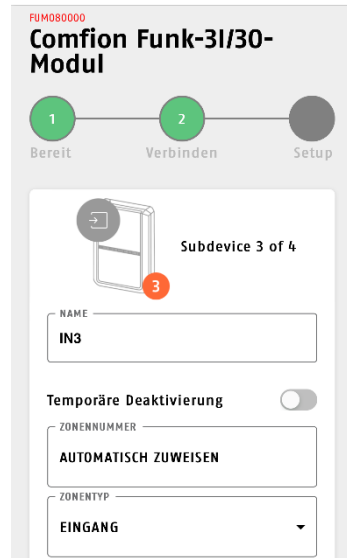 FUM080000
Comfion Funk-3I/30-
Modul
1
2
Bereit
Verbinden
Setup
Subdevice 3 of 4
3
NAME
IN3
Temporäre Deaktivierung
ZONENNUMMER
AUTOMATISCH ZUWEISEN
ZONENTYP
EINGANG